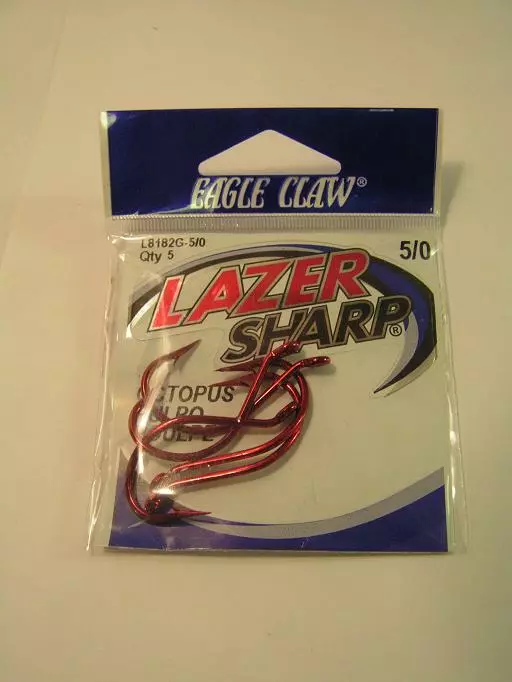 EAGLE CLAW®
L8182G-5/0
Qty 5
5/0
LAZER
SHARP®